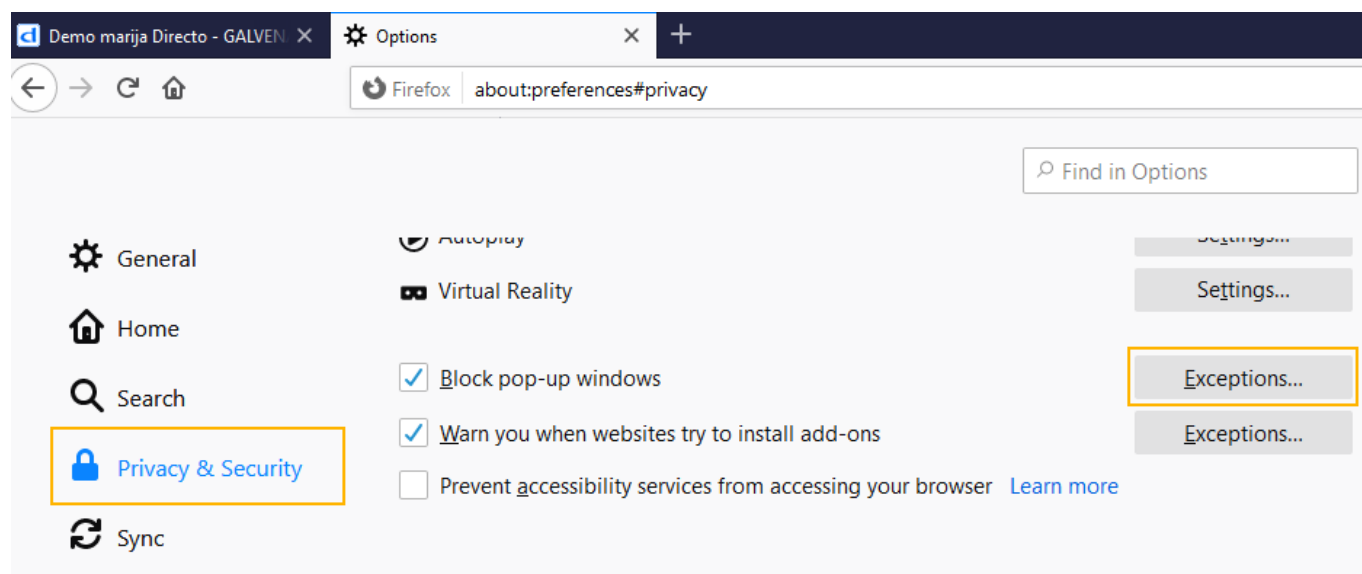 Demo marija Directo - GALVEN
Options
Firefox about:preferences#privacy
Find in Options
General
Home
Search
Privacy & Security
Sync
Autoplay Settings...
Virtual Reality Settings...
Block pop-up windows Exceptions...
Warn you when websites try to install add-ons Exceptions...
Prevent accessibility services from accessing your browser Learn more